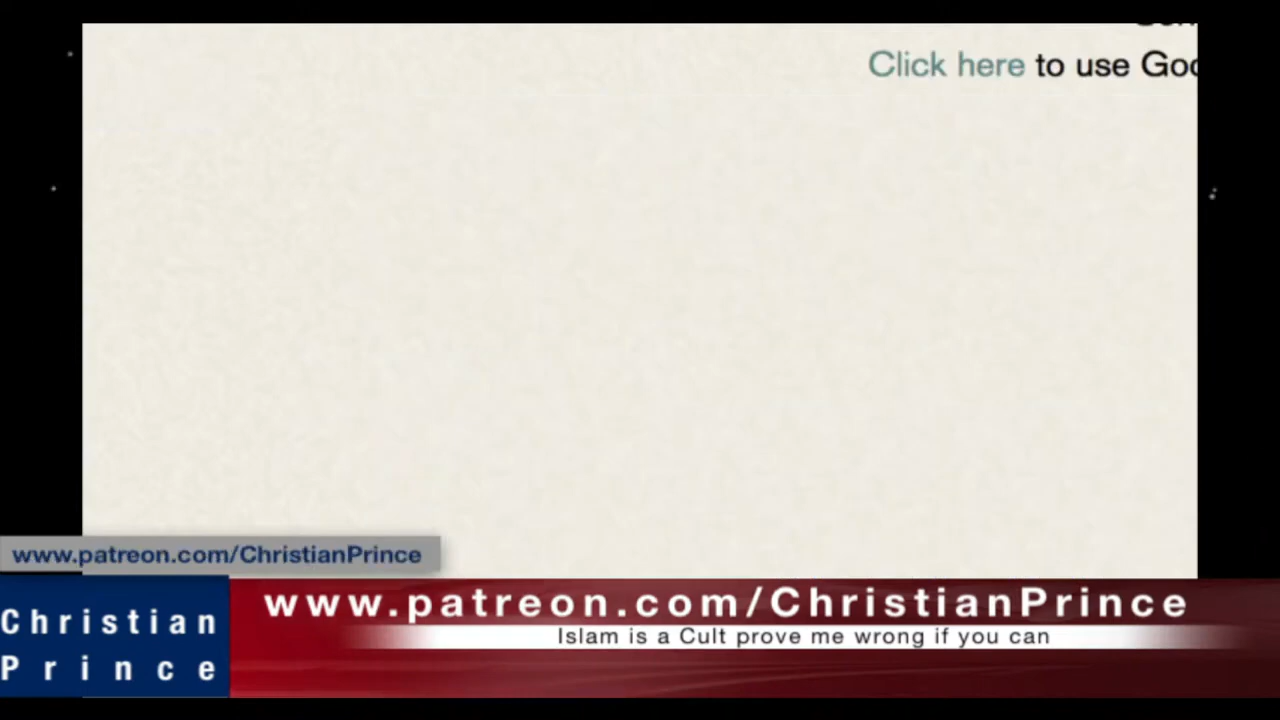 Click here to use
www.patreon.com/ChristianPrince
Christian
Prince
www.patreon.com/ChristianPrince
Islam is a Cult prove me wrong if you can